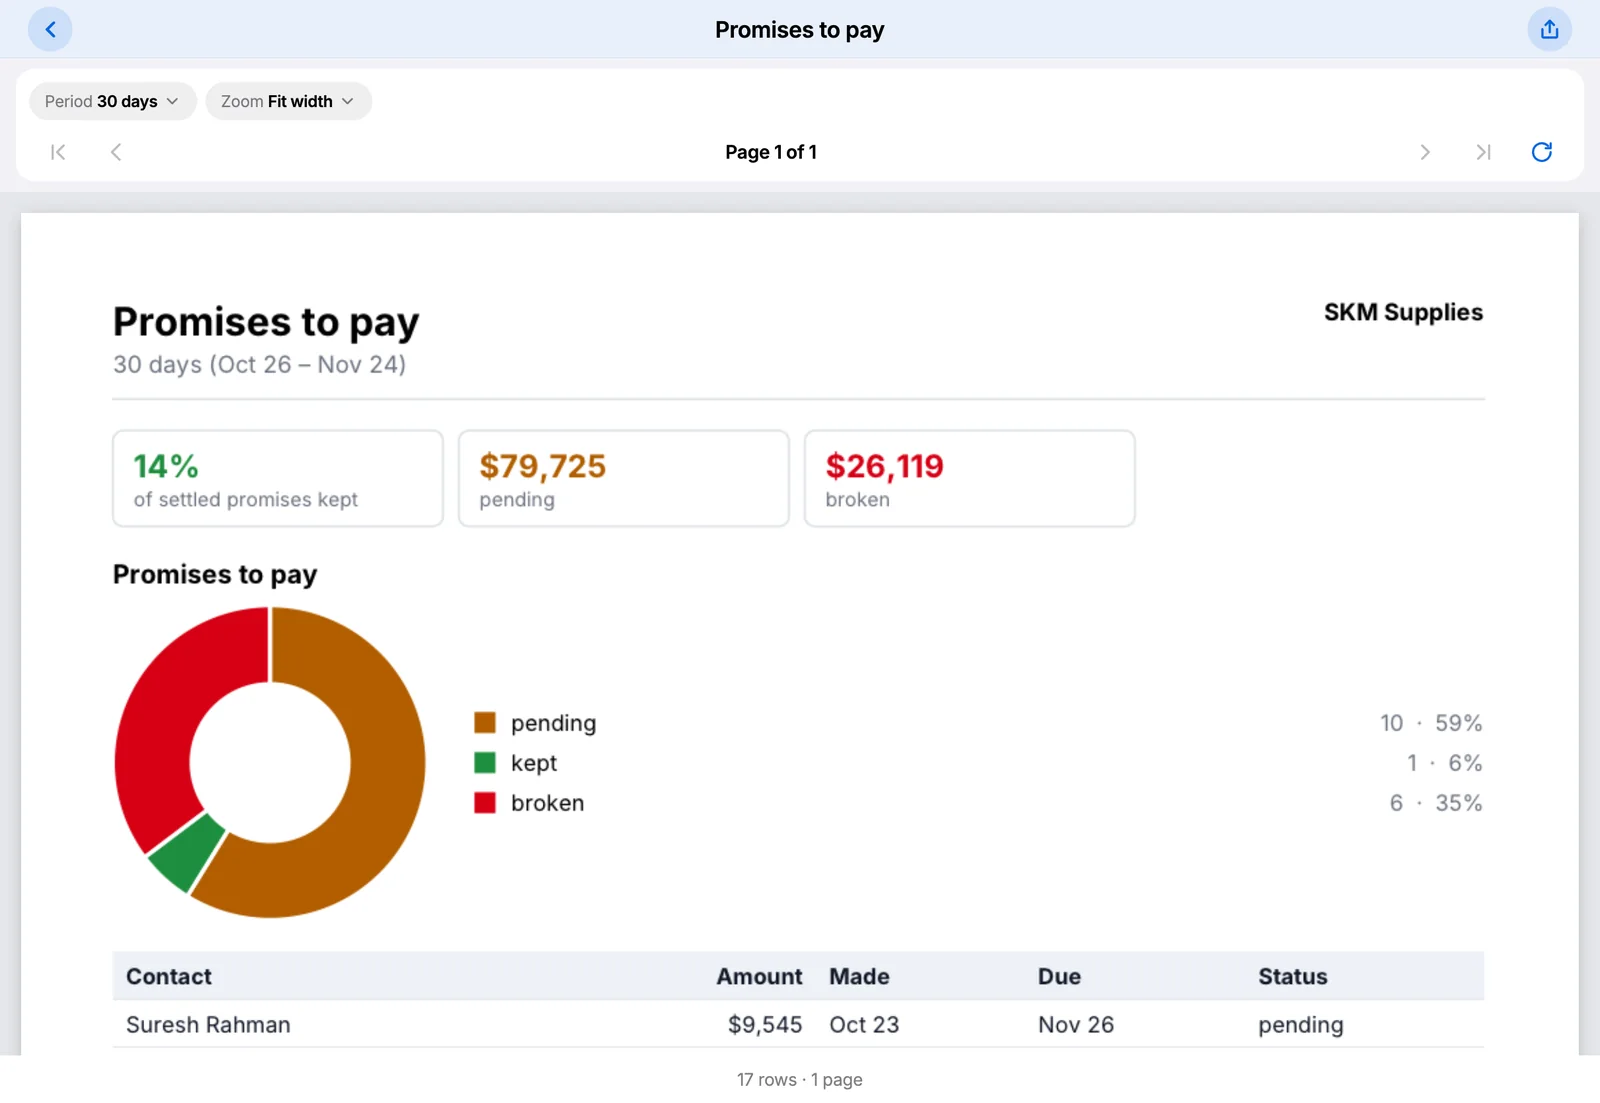 Promises to pay
Period 30 days
Zoom Fit width
Page 1 of 1
Promises to pay
SKM Supplies
30 days (Oct 26 – Nov 24)
14%
of settled promises kept
$79,725
pending
$26,119
broken
Promises to pay
pending 10 · 59%
kept 1 · 6%
broken 6 · 35%
Contact Amount Made Due Status
Suresh Rahman $9,545 Oct 23 Nov 26 pending
17 rows · 1 page